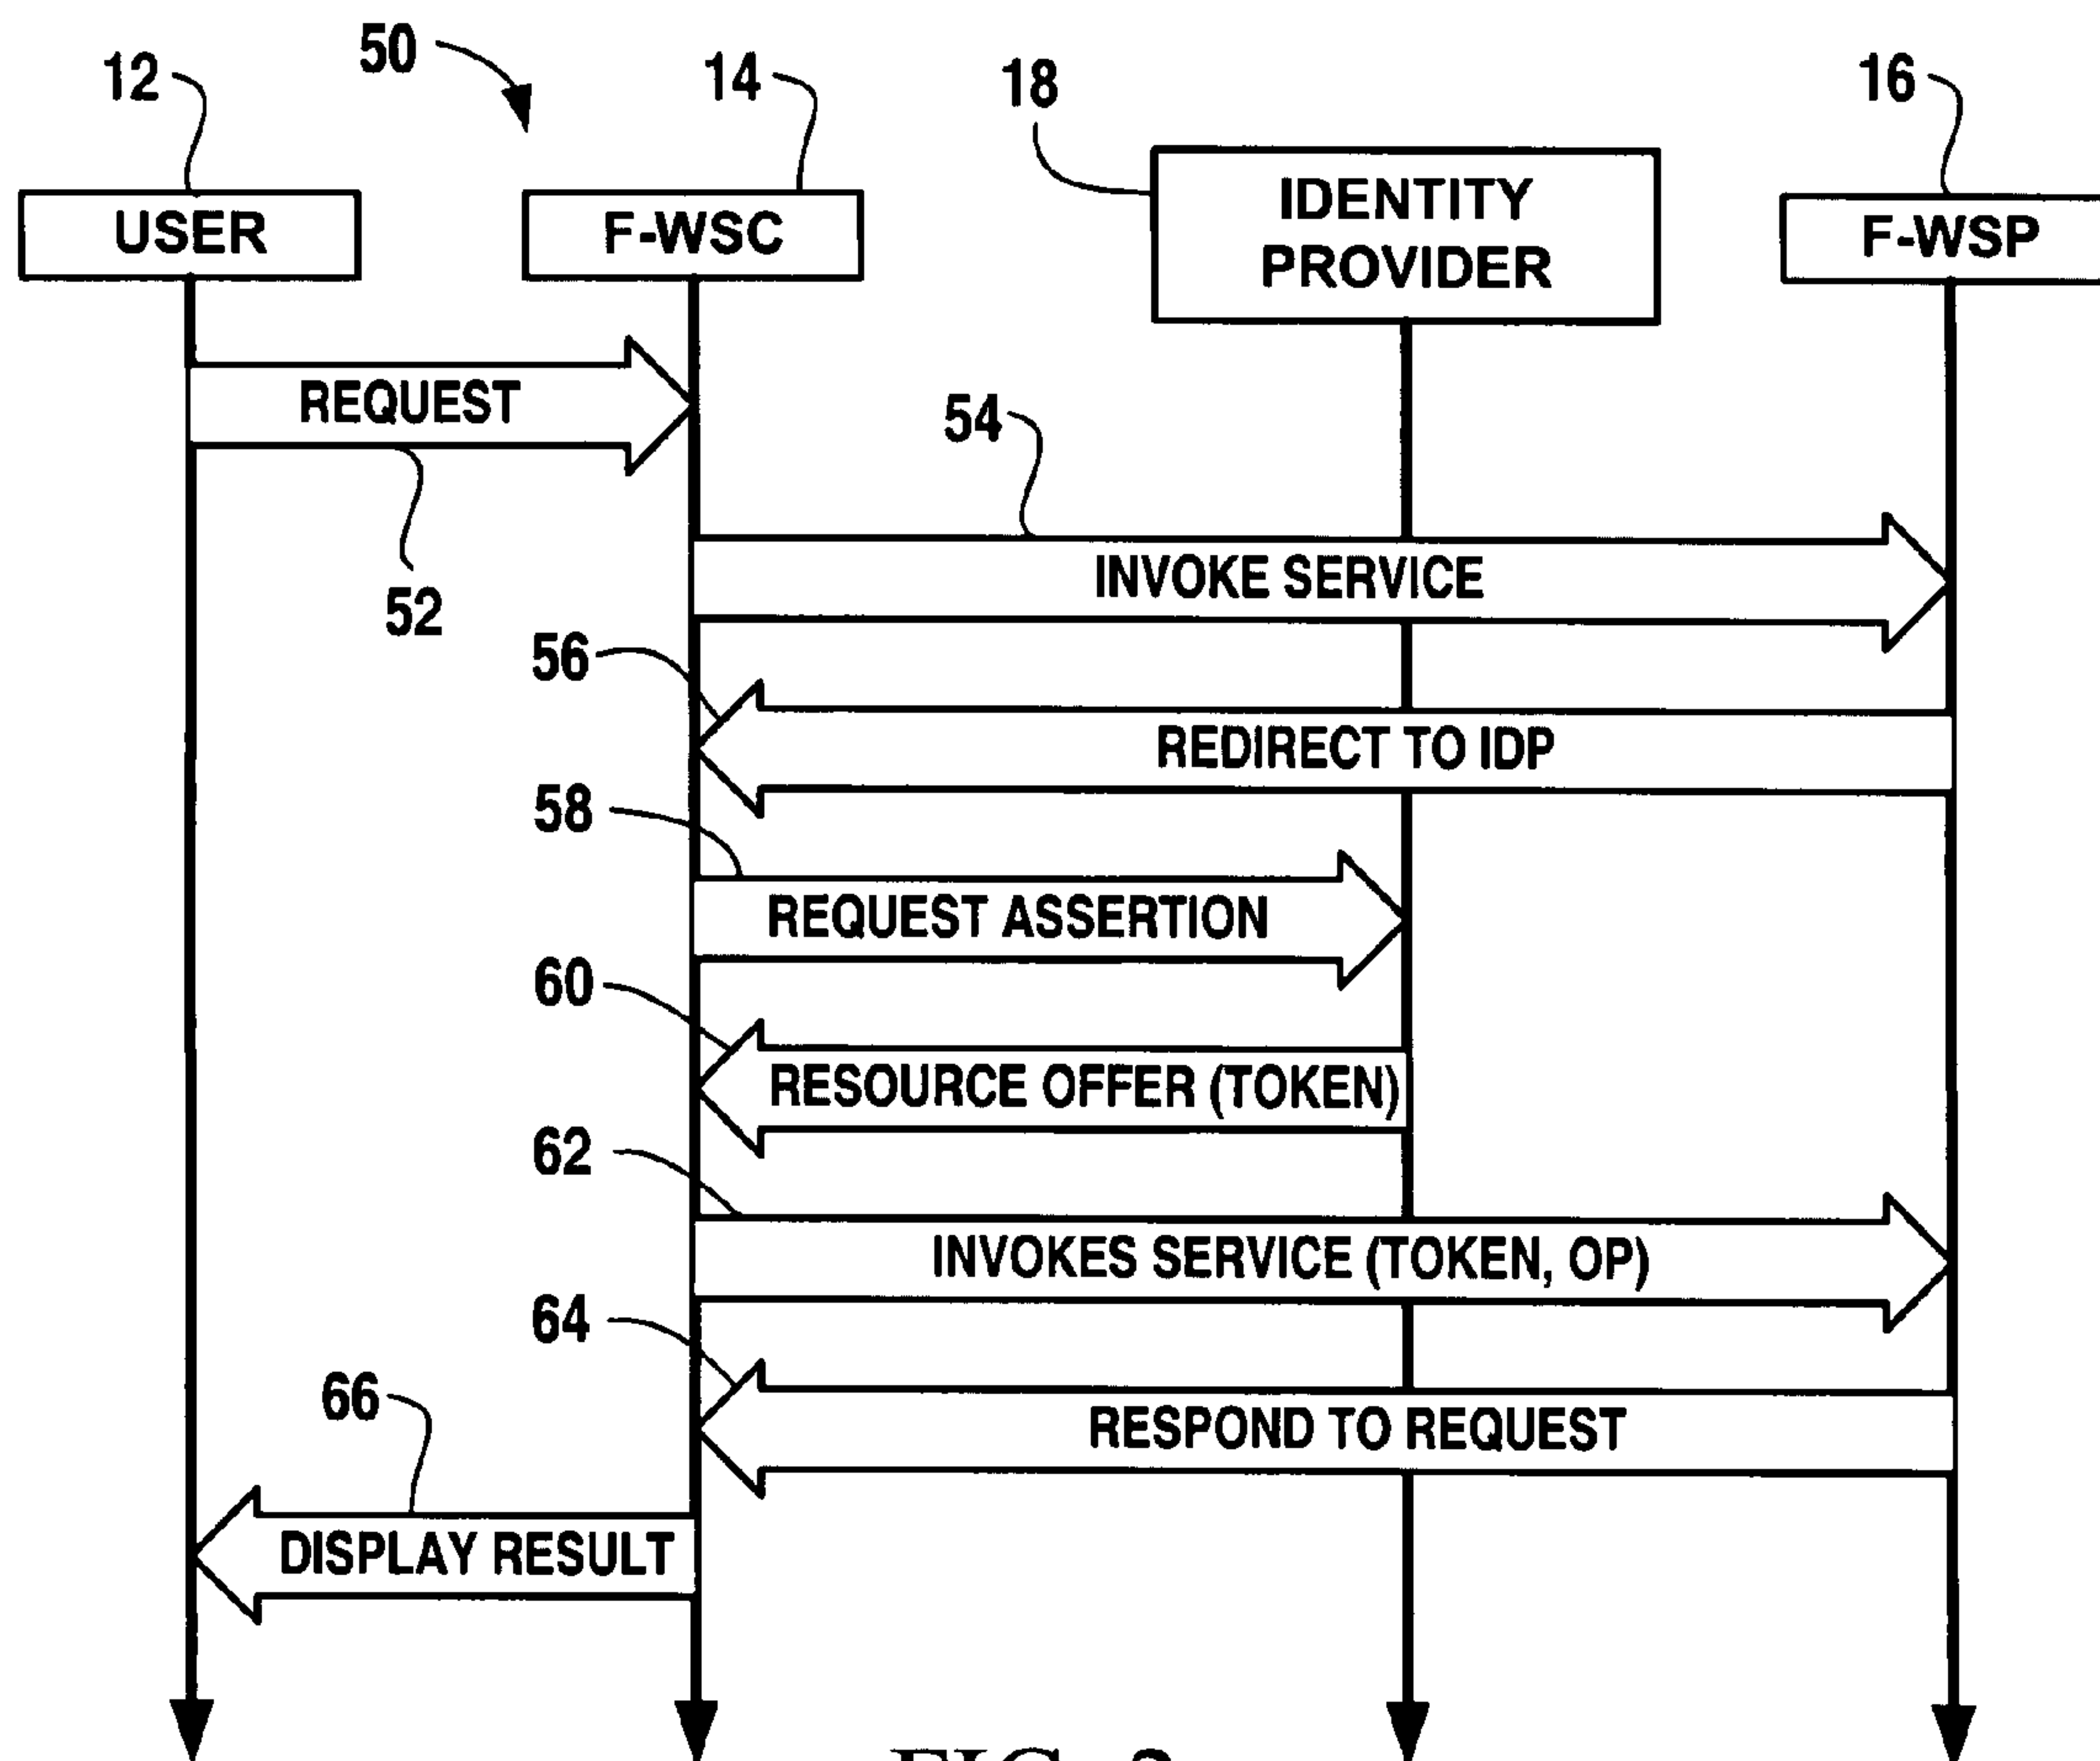 50
12
14
18
16
USER
F-WSC
IDENTITY
PROVIDER
F-WSP
REQUEST
52
54
INVOKE SERVICE
56
REDIRECT TO IDP
58
REQUEST ASSERTION
60
RESOURCE OFFER (TOKEN)
62
INVOKES SERVICE (TOKEN, OP)
64
RESPOND TO REQUEST
66
DISPLAY RESULT